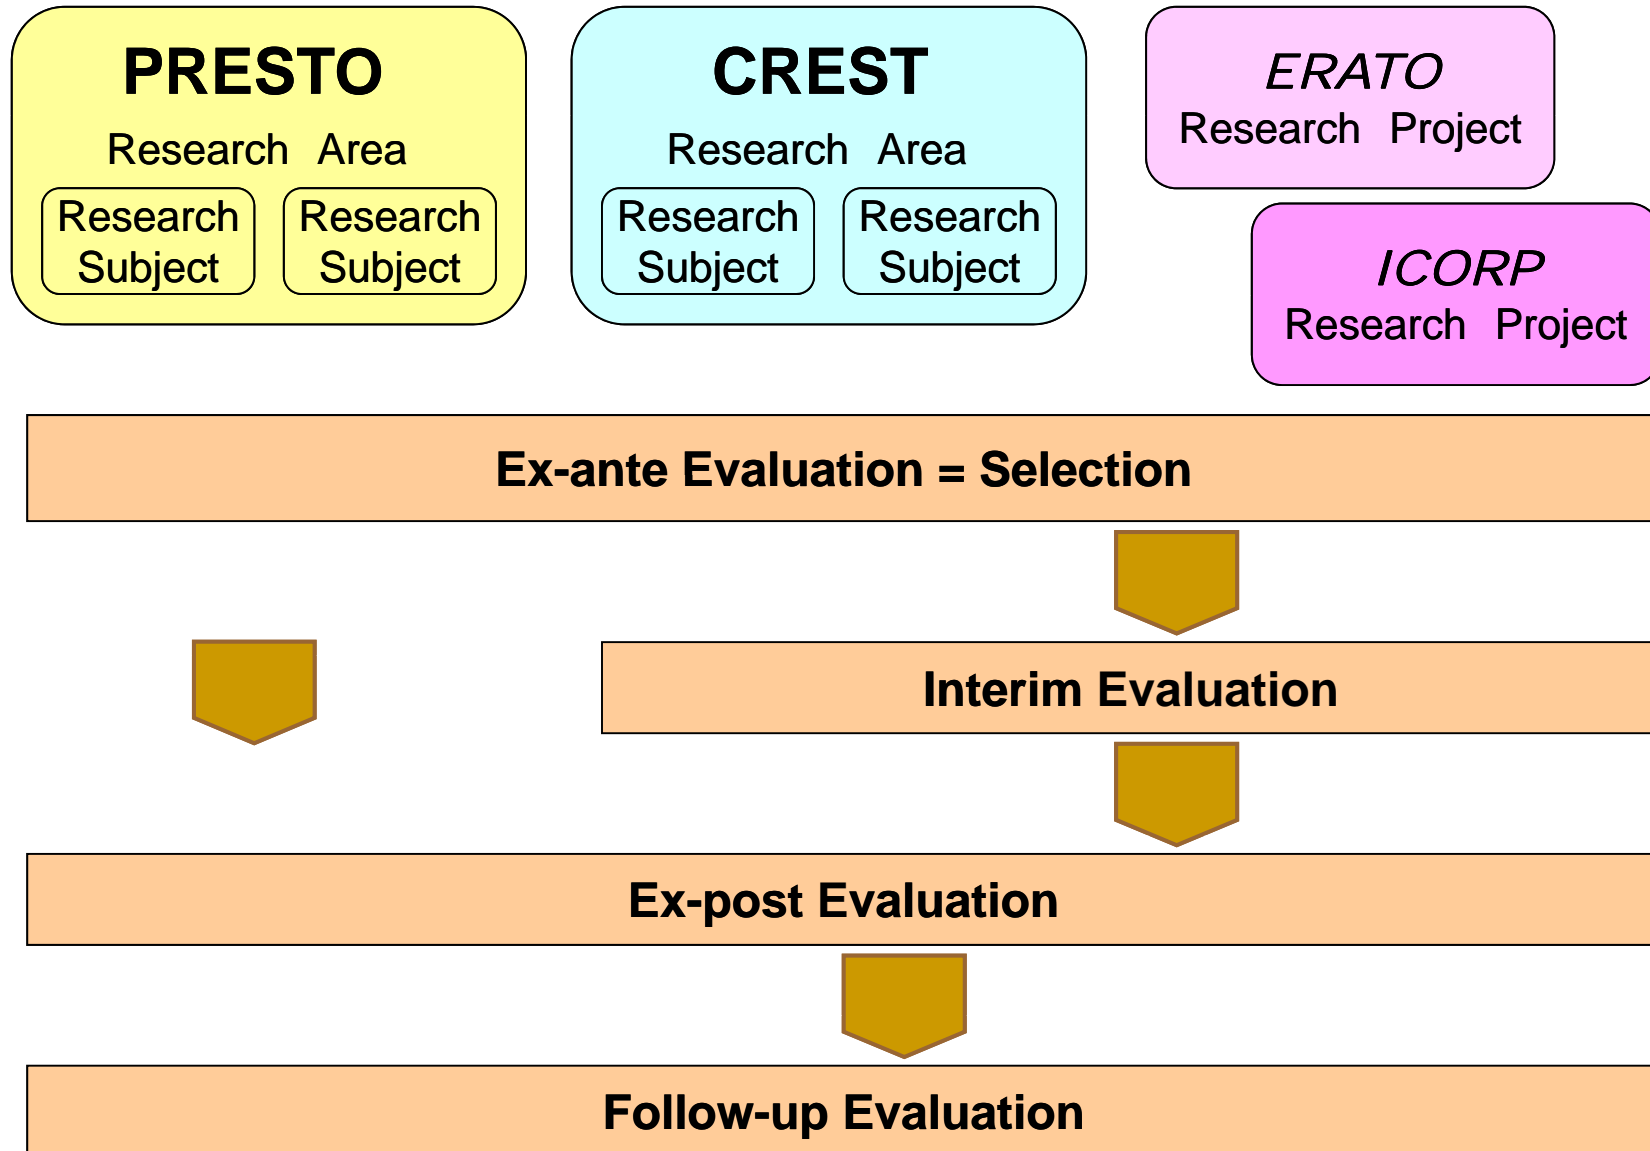 PRESTO
Research Area
Research
Subject
Research
Subject
CREST
Research Area
Research
Subject
Research
Subject
ERATO
Research Project
ICORP
Research Project
Ex-ante Evaluation = Selection
Interim Evaluation
Ex-post Evaluation
Follow-up Evaluation